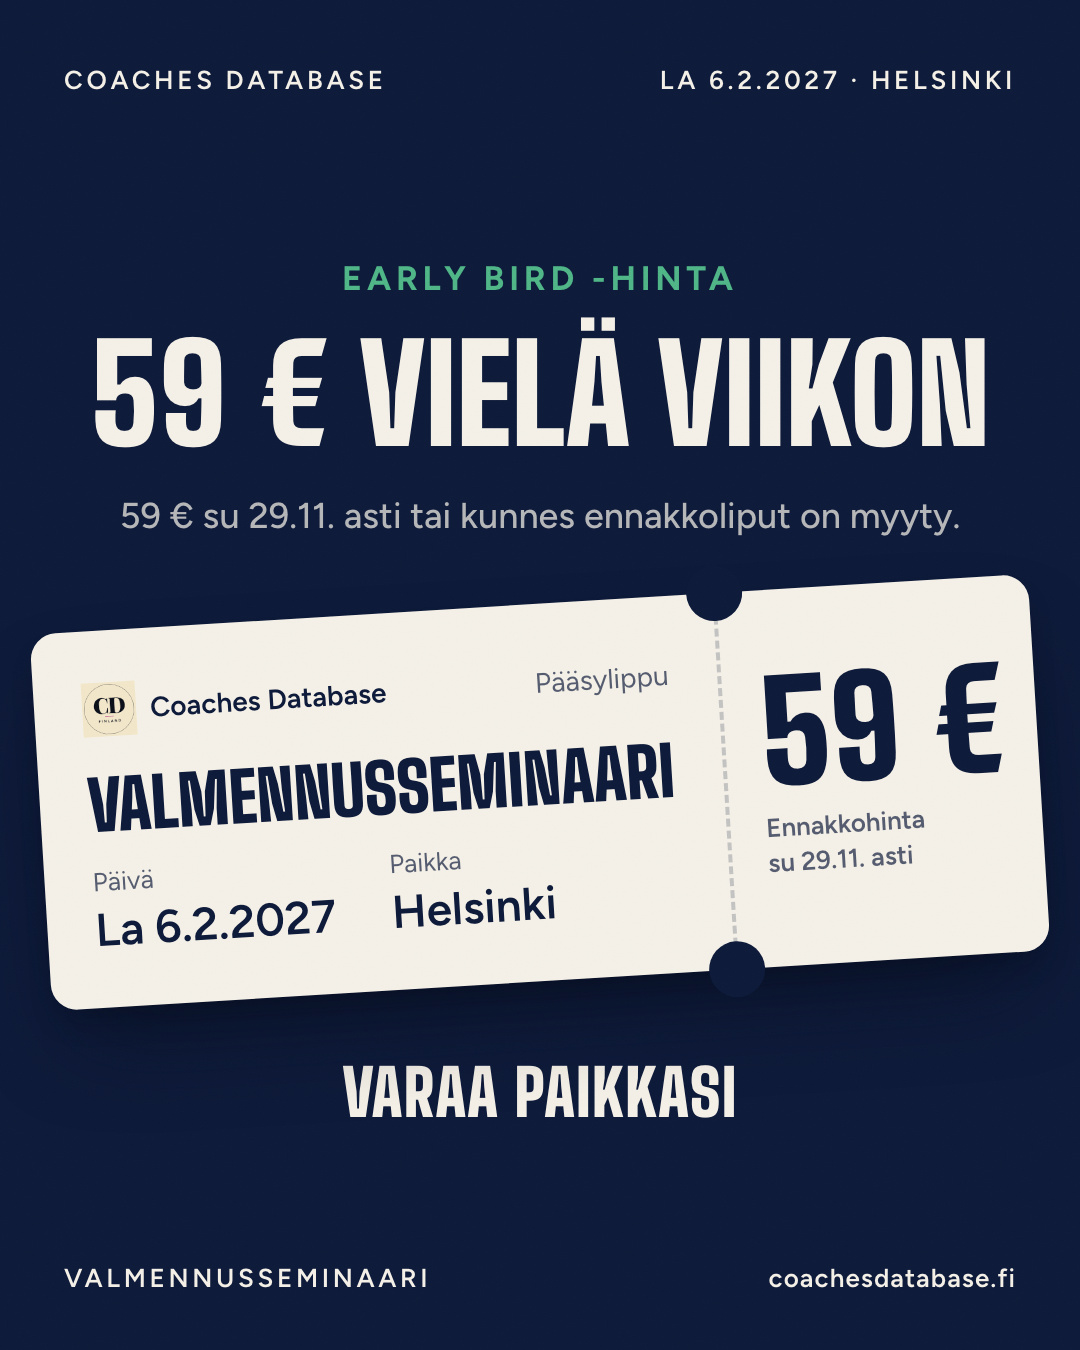 COACHES DATABASE
LA 6.2.2027 · HELSINKI
EARLY BIRD -HINTA
59 € VIELÄ VIIKON
59 € su 29.11. asti tai kunnes ennakkoliput on myyty.
CD
FINLAND
Coaches Database
Pääsylippu
VALMENNUSSEMINAARI
Päivä
La 6.2.2027
Paikka
Helsinki
59 €
Ennakkohinta
su 29.11. asti
VARAA PAIKKASI
VALMENNUSSEMINAARI
coachesdatabase.fi